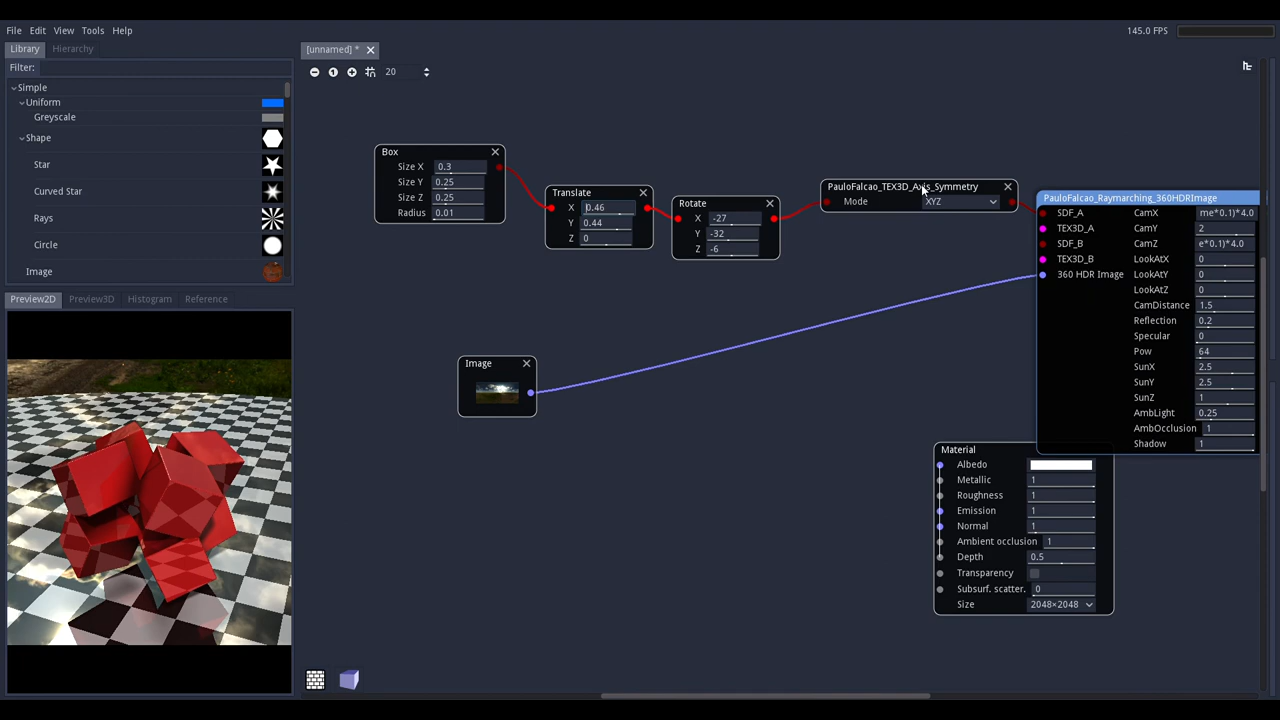 File Edit View Tools Help
145.0 FPS
Library Hierarchy
[unnamed] *
Filter:
20
Simple
Uniform
Greyscale
Shape
Star
Curved Star
Rays
Circle
Image
Preview2D Preview3D Histogram Reference
Box
Size X 0.3
Size Y 0.25
Size Z 0.25
Radius 0.01
Translate
X 0.46
Y 0.44
Z 0
Rotate
X -27
Y -32
Z -6
PauloFalcao_TEX3D_Axis_Symmetry
Mode XYZ
PauloFalcao_Raymarching_360HDRImage
SDF_A CamX me*0.1)*4.0
TEX3D_A CamY 2
SDF_B CamZ e*0.1)*4.0
TEX3D_B LookAtX 0
360 HDR Image LookAtY 0
LookAtZ 0
CamDistance 1.5
Reflection 0.2
Specular 0
Pow 64
SunX 2.5
SunY 2.5
SunZ 1
AmbLight 0.25
AmbOcclusion 1
Shadow 1
Image
Material
Albedo
Metallic 1
Roughness 1
Emission 1
Normal 1
Ambient occlusion 1
Depth 0.5
Transparency
Subsurf. scatter. 0
Size 2048×2048